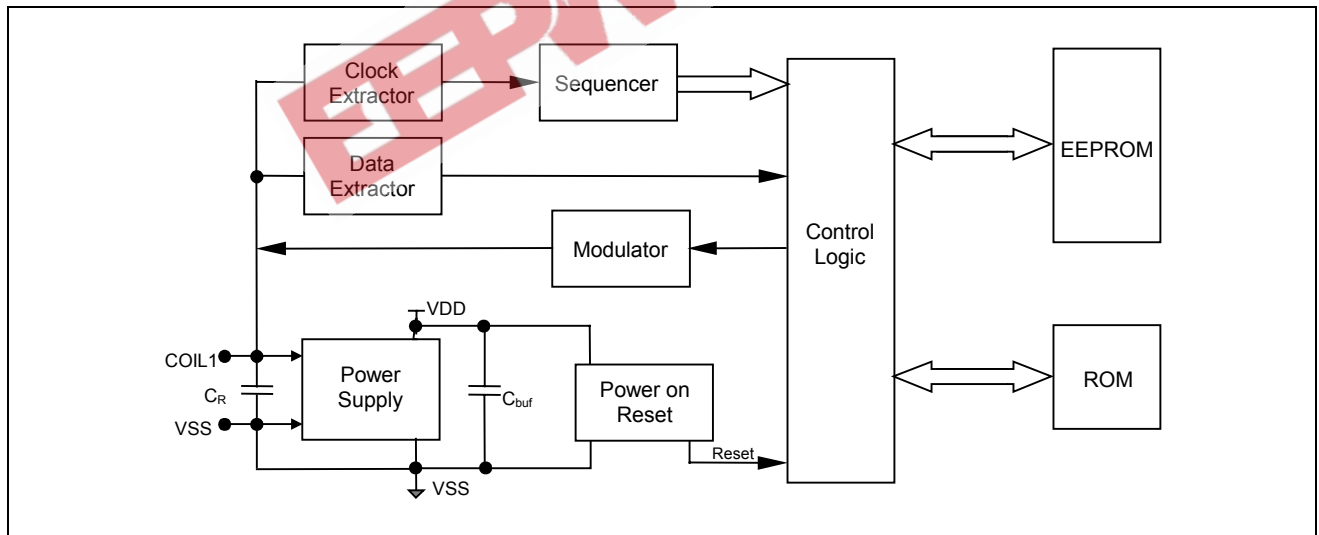 Clock
Extractor
Sequencer
Data
Extractor
Modulator
Control
Logic
EEPROM
ROM
VDD
COIL1
CR
VSS
Power
Supply
Cbuf
Power on
Reset
Reset
VSS